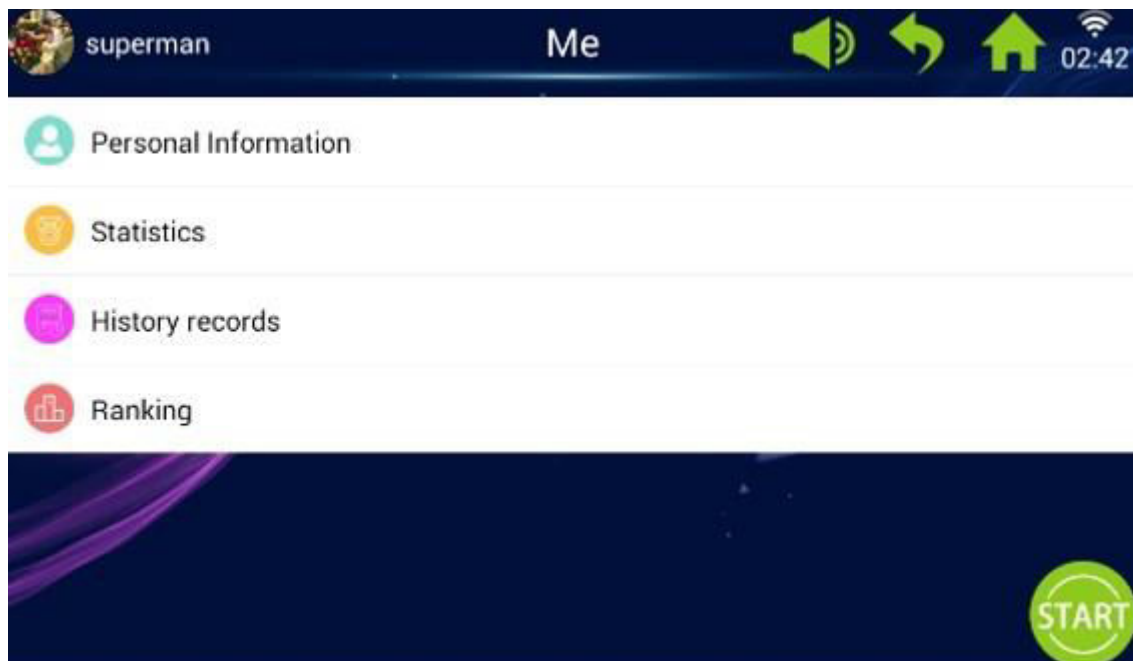 superman
Me
02:42
Personal Information
Statistics
History records
Ranking
START